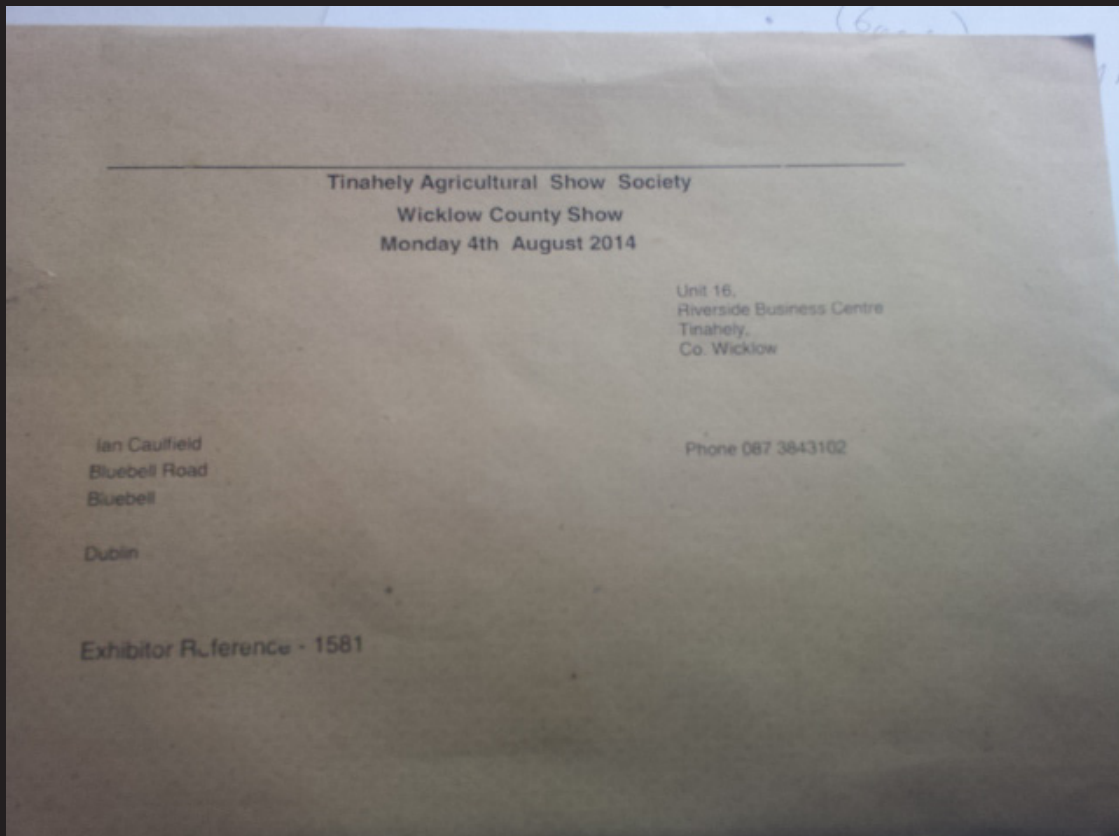 Tinahely Agricultural Show Society
Wicklow County Show
Monday 4th August 2014
Unit 16,
Riverside Business Centre
Tinahely,
Co. Wicklow
Ian Caulfield
Bluebell Road
Bluebell
Dublin
Phone 087 3843102
Exhibitor Reference - 1581